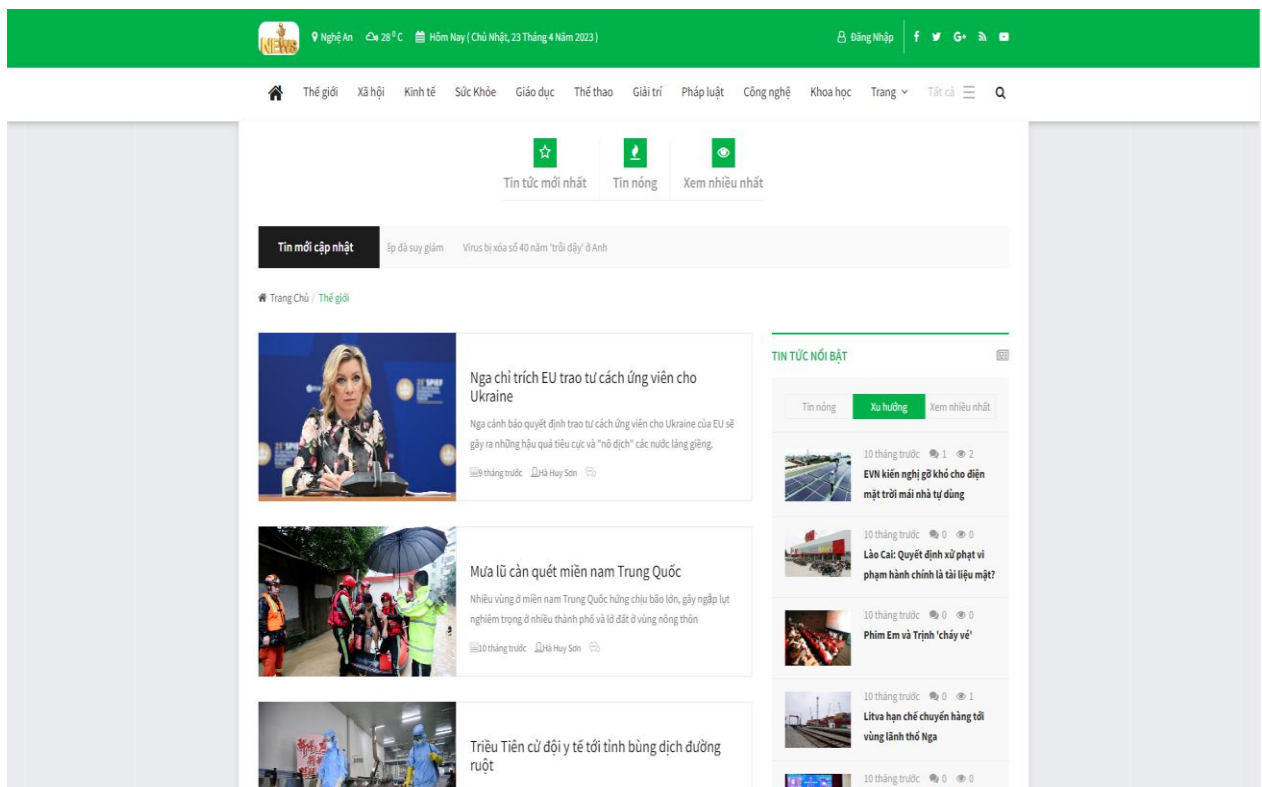 NEWS
Nghệ An 28⁰C Hôm Nay ( Chủ Nhật, 23 Tháng 4 Năm 2023 ) Đăng Nhập
Thế giới Xã hội Kinh tế Sức Khỏe Giáo dục Thể thao Giải trí Pháp luật Công nghệ Khoa học Trang Tất cả
Tin tức mới nhất Tin nóng Xem nhiều nhất
Tin mới cập nhật ếp đà suy giảm Virus bị xóa sổ 40 năm 'trỗi dậy' ở Anh
Trang Chủ / Thế giới
Nga chỉ trích EU trao tư cách ứng viên cho
Ukraine
Nga cảnh báo quyết định trao tư cách ứng viên cho Ukraine của EU sẽ
gây ra những hậu quả tiêu cực và "nô dịch" các nước láng giềng.
9 tháng trước Hà Huy Sơn
Mưa lũ càn quét miền nam Trung Quốc
Nhiều vùng ở miền nam Trung Quốc hứng chịu bão lớn, gây ngập lụt
nghiêm trọng ở nhiều thành phố và lở đất ở vùng nông thôn
10 tháng trước Hà Huy Sơn
Triều Tiên cử đội y tế tới tỉnh bùng dịch đường
ruột
TIN TỨC NỔI BẬT
Tin nóng Xu hướng Xem nhiều nhất
10 tháng trước 1 2
EVN kiến nghị gỡ khó cho điện
mặt trời mái nhà tự dùng
10 tháng trước 0 0
Lào Cai: Quyết định xử phạt vi
phạm hành chính là tài liệu mật?
10 tháng trước 0 0
Phim Em và Trịnh 'cháy vé'
10 tháng trước 0 1
Litva hạn chế chuyến hàng tới
vùng lãnh thổ Nga
10 tháng trước 0 0